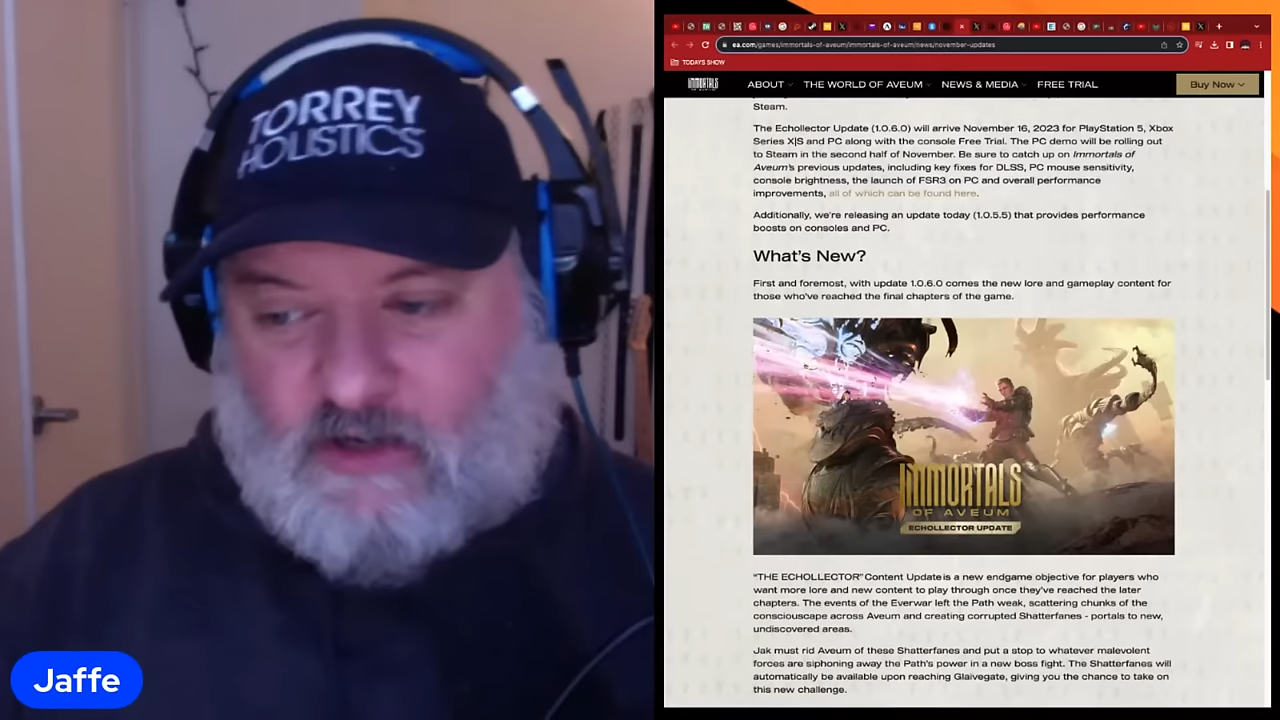 TORREY
HOLISTICS
Jaffe
ea.com/games/immortals-of-aveum/immortals-of-aveum/news/november-updates
TODAYS SHOW
IMMORTALS
ABOUT THE WORLD OF AVEUM NEWS & MEDIA FREE TRIAL Buy Now
Steam.
The Echollector Update (1.0.6.0) will arrive November 16, 2023 for PlayStation 5, Xbox
Series X|S and PC along with the console Free Trial. The PC demo will be rolling out
to Steam in the second half of November. Be sure to catch up on Immortals of
Aveum's previous updates, including key fixes for DLSS, PC mouse sensitivity,
console brightness, the launch of FSR3 on PC and overall performance
improvements, all of which can be found here.
Additionally, we're releasing an update today (1.0.5.5) that provides performance
boosts on consoles and PC.
What's New?
First and foremost, with update 1.0.6.0 comes the new lore and gameplay content for
those who've reached the final chapters of the game.
IMMORTALS
OF AVEUM
ECHOLLECTOR UPDATE
"THE ECHOLLECTOR" Content Update is a new endgame objective for players who
want more lore and new content to play through once they've reached the later
chapters. The events of the Everwar left the Path weak, scattering chunks of the
consciouscape across Aveum and creating corrupted Shatterfanes - portals to new,
undiscovered areas.
Jak must rid Aveum of these Shatterfanes and put a stop to whatever malevolent
forces are siphoning away the Path's power in a new boss fight. The Shatterfanes will
automatically be available upon reaching Glaivegate, giving you the chance to take on
this new challenge.